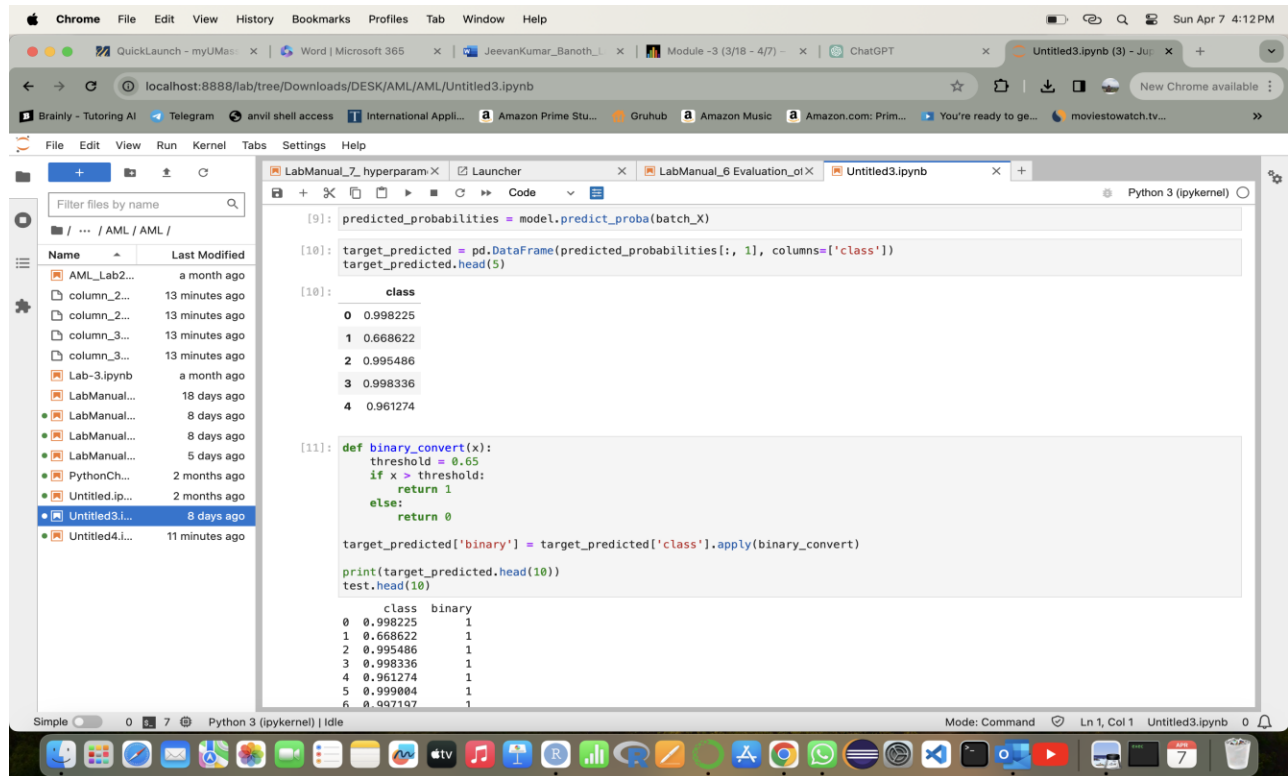 Chrome File Edit View History Bookmarks Profiles Tab Window Help Sun Apr 7 4:12 PM
QuickLaunch - myUMas Word | Microsoft 365 JeevanKumar_Banoth_L Module -3 (3/18 - 4/7) - ChatGPT Untitled3.ipynb (3) - Jup
localhost:8888/lab/tree/Downloads/DESK/AML/AML/Untitled3.ipynb New Chrome available
Brainly - Tutoring AI Telegram anvil shell access International Appli... Amazon Prime Stu... Gruhub Amazon Music Amazon.com: Prim... You're ready to ge... moviestowatch.tv... »
File Edit View Run Kernel Tabs Settings Help
LabManual_7_ hyperparam Launcher LabManual_6 Evaluation_of Untitled3.ipynb
Code Python 3 (ipykernel)
Filter files by name
/ ··· / AML / AML /
Name Last Modified
AML_Lab2... a month ago
column_2... 13 minutes ago
column_2... 13 minutes ago
column_3... 13 minutes ago
column_3... 13 minutes ago
Lab-3.ipynb a month ago
LabManual... 18 days ago
LabManual... 8 days ago
LabManual... 8 days ago
LabManual... 5 days ago
PythonCh... 2 months ago
Untitled.ip... 2 months ago
Untitled3.i... 8 days ago
Untitled4.i... 11 minutes ago
[9]: predicted_probabilities = model.predict_proba(batch_X)
[10]: target_predicted = pd.DataFrame(predicted_probabilities[:, 1], columns=['class'])
target_predicted.head(5)
[10]: class
0 0.998225
1 0.668622
2 0.995486
3 0.998336
4 0.961274
[11]: def binary_convert(x):
threshold = 0.65
if x > threshold:
return 1
else:
return 0
target_predicted['binary'] = target_predicted['class'].apply(binary_convert)
print(target_predicted.head(10))
test.head(10)
class binary
0 0.998225 1
1 0.668622 1
2 0.995486 1
3 0.998336 1
4 0.961274 1
5 0.999004 1
6 0.997197 1
Simple 0 7 Python 3 (ipykernel) | Idle Mode: Command Ln 1, Col 1 Untitled3.ipynb 0
tv R APR 7